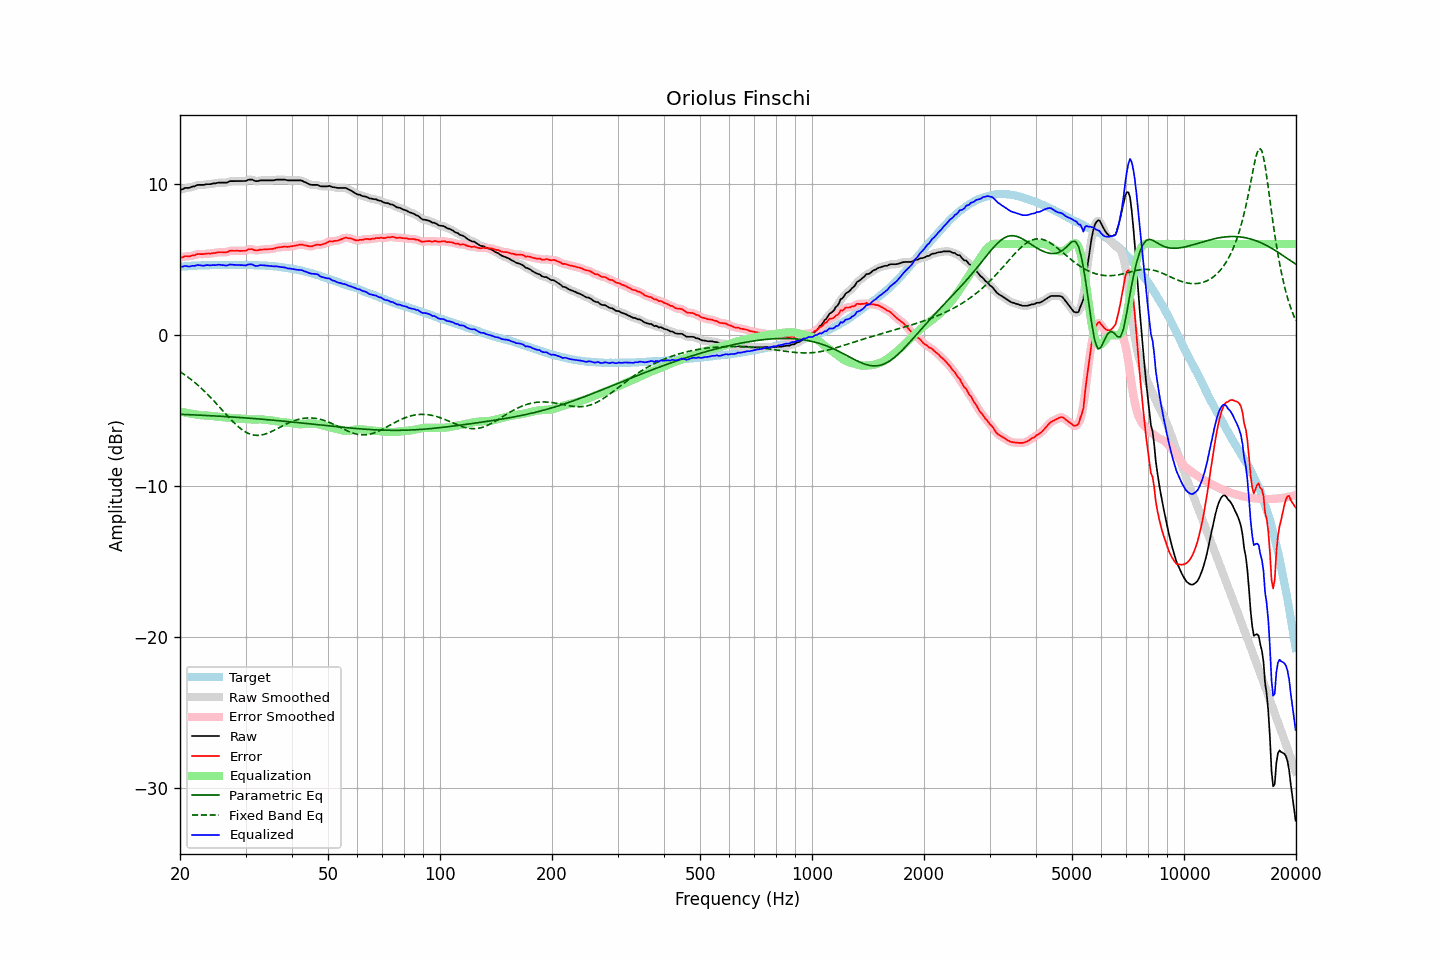 Oriolus Finschi
Amplitude (dBr)
10
0
−10
−20
−30
Target
Raw Smoothed
Error Smoothed
Raw
Error
Equalization
Parametric Eq
Fixed Band Eq
Equalized
20 50 100 200 500 1000 2000 5000 10000 20000
Frequency (Hz)